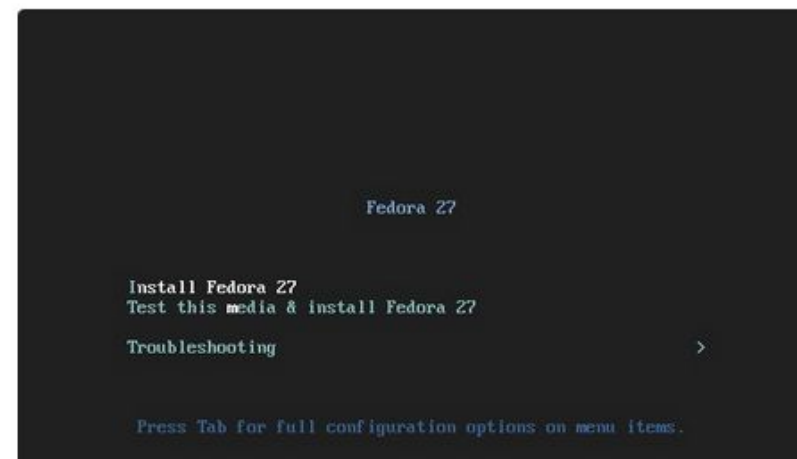 Fedora 27
Install Fedora 27
Test this media & install Fedora 27
Troubleshooting >
Press Tab for full configuration options on menu items.